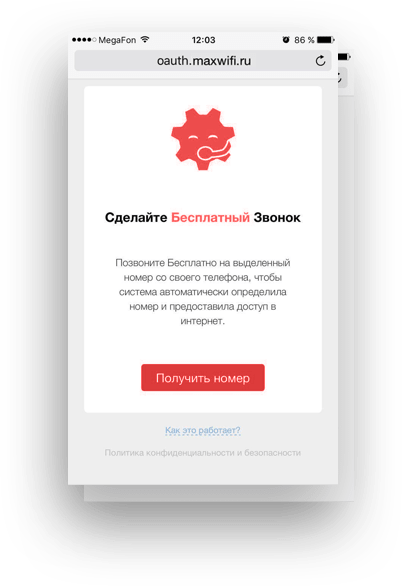 MegaFon 12:03 86 %
oauth.maxwifi.ru
Сделайте Бесплатный Звонок
Позвоните Бесплатно на выделенный
номер со своего телефона, чтобы
система автоматически определила
номер и предоставила доступ в
интернет.
Получить номер
Как это работает?
Политика конфиденциальности и безопасности